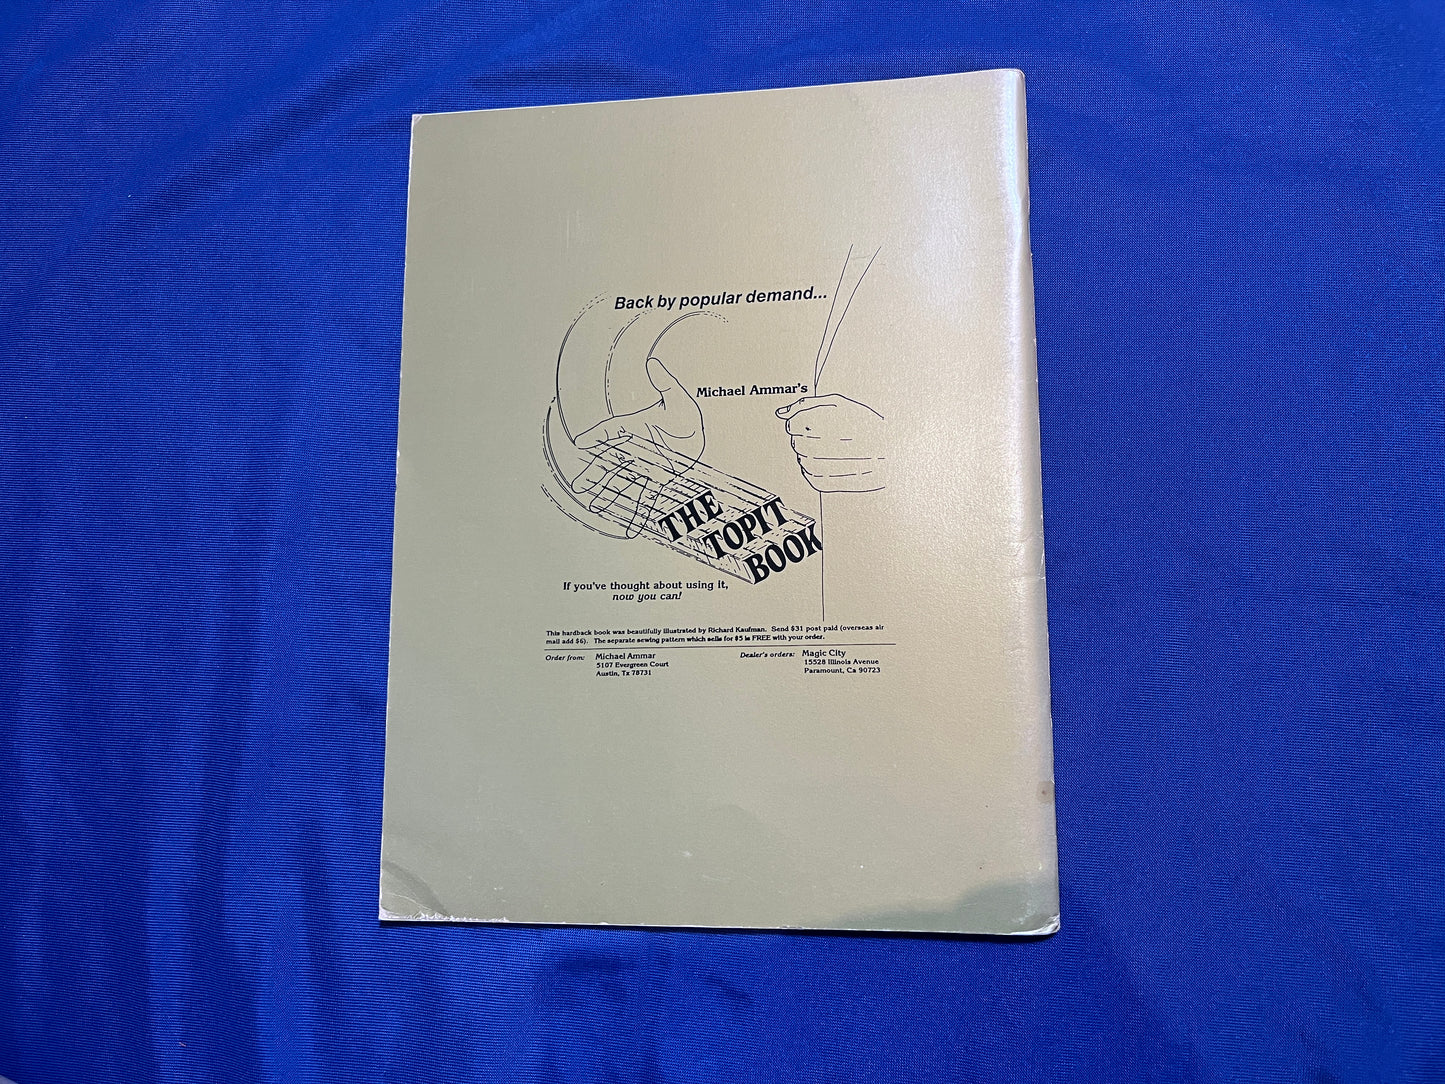 Back by popular demand...
Michael Ammar's
THE
TOPIT
BOOK
If you've thought about using it,
now you can!
This hardback book was beautifully illustrated by Richard Kaufman. Send $31 post paid (overseas air
mail add $6). The separate sewing pattern which sells for $5 is FREE with your order.
Order from: Michael Ammar
5107 Evergreen Court
Austin, Tx 78731
Dealer's orders: Magic City
15528 Illinois Avenue
Paramount, Ca 90723